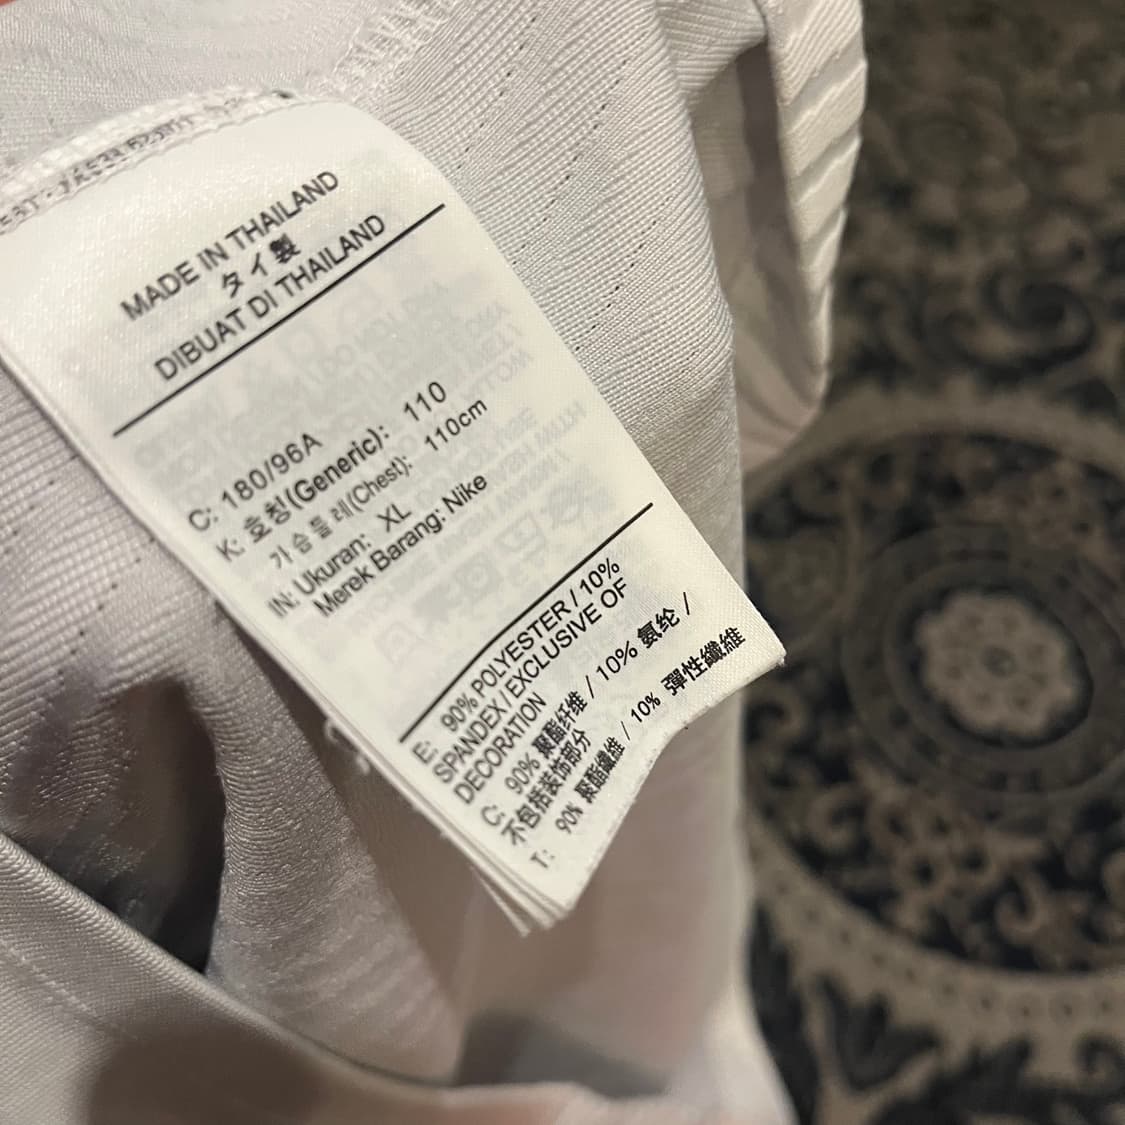 MADE IN THAILAND
タイ製
DIBUAT DI THAILAND
C: 180/96A
K: 호칭(Generic): 110
가슴둘레(Chest): 110cm
IN: Ukuran: XL
Merek Barang: Nike
E: 90% POLYESTER / 10%
SPANDEX / EXCLUSIVE OF
DECORATION
C: 90% 聚酯纤维 / 10% 氨纶 /
不包括装饰部分
T: 90% 聚酯纖維 / 10% 彈性纖維